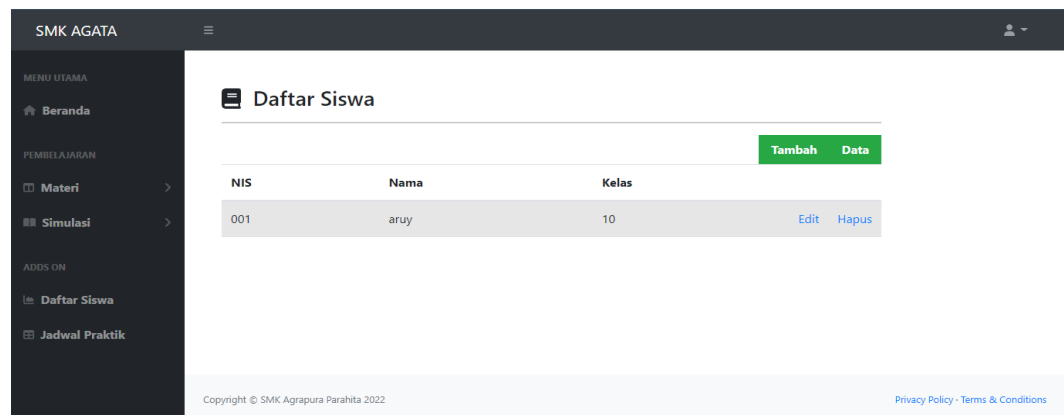 SMK AGATA
MENU UTAMA
Beranda
PEMBELAJARAN
Materi
Simulasi
ADDS ON
Daftar Siswa
Jadwal Praktik
Daftar Siswa
Tambah Data
NIS Nama Kelas
001 aruy 10 Edit Hapus
Copyright © SMK Agrapura Parahita 2022 Privacy Policy · Terms & Conditions